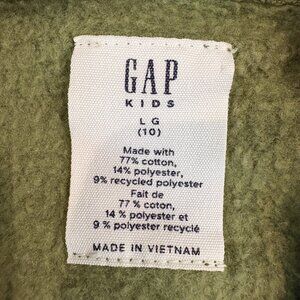 GAP
KIDS
LG
(10)
Made with
77% cotton,
14% polyester,
9% recycled polyester
Fait de
77 % coton,
14 % polyester et
9 % polyester recyclé
MADE IN VIETNAM